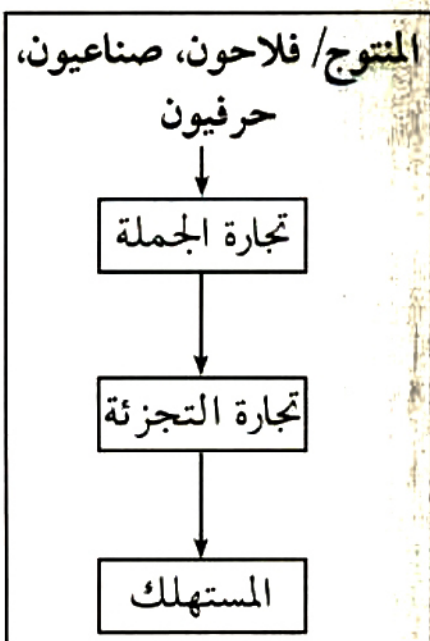 المنتوج/ فلاحون، صناعيون،
حرفيون
تجارة الجملة
تجارة التجزئة
المستهلك